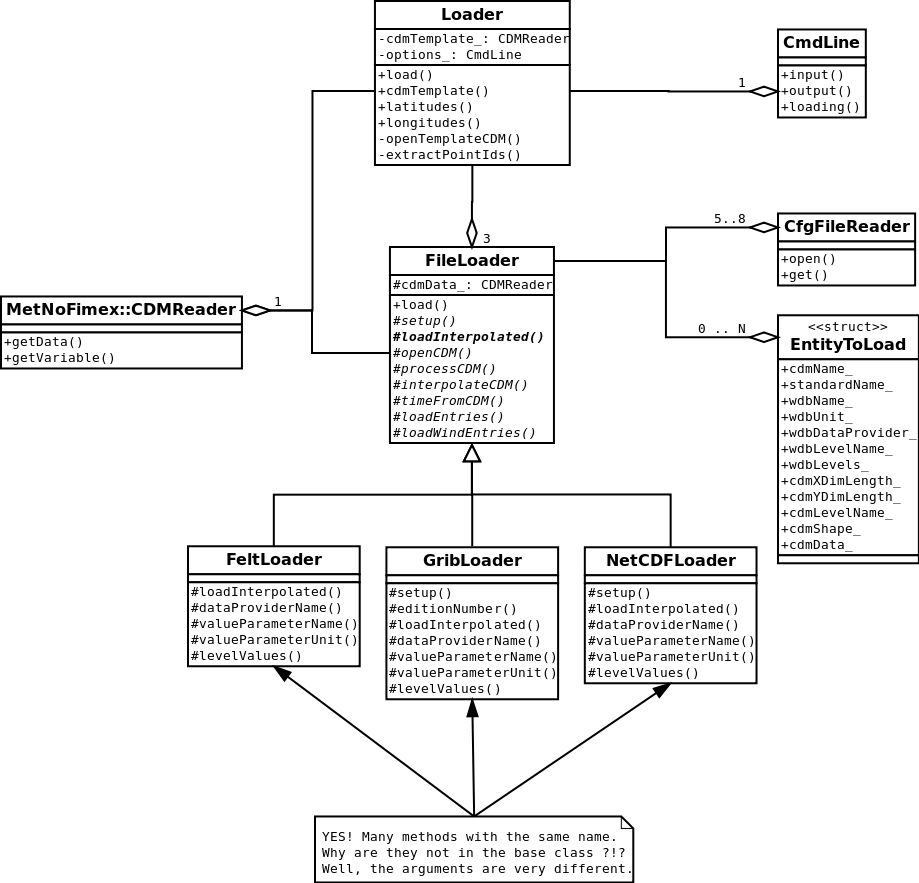 Loader
-cdmTemplate_: CDMReader
-options_: CmdLine
+load()
+cdmTemplate()
+latitudes()
+longitudes()
-openTemplateCDM()
-extractPointIds()
CmdLine
+input()
+output()
+loading()
1
CfgFileReader
+open()
+get()
5..8
<<struct>>
EntityToLoad
+cdmName_
+standardName_
+wdbName_
+wdbUnit_
+wdbDataProvider_
+wdbLevelName_
+wdbLevels_
+cdmXDimLength_
+cdmYDimLength_
+cdmLevelName_
+cdmShape_
+cdmData_
0 .. N
3
FileLoader
#cdmData_: CDMReader
+load()
#setup()
#loadInterpolated()
#openCDM()
#processCDM()
#interpolateCDM()
#timeFromCDM()
#loadEntries()
#loadWindEntries()
MetNoFimex::CDMReader
+getData()
+getVariable()
1
FeltLoader
#loadInterpolated()
#dataProviderName()
#valueParameterName()
#valueParameterUnit()
#levelValues()
GribLoader
#setup()
#editionNumber()
#loadInterpolated()
#dataProviderName()
#valueParameterName()
#valueParameterUnit()
#levelValues()
NetCDFLoader
#setup()
#loadInterpolated()
#dataProviderName()
#valueParameterName()
#valueParameterUnit()
#levelValues()
YES! Many methods with the same name.
Why are they not in the base class ?!?
Well, the arguments are very different.